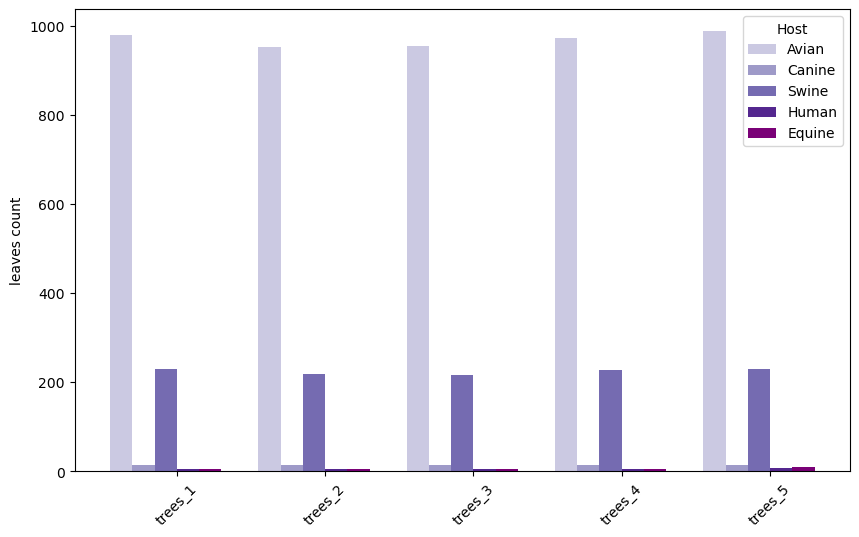 1000
800
600
400
200
0
leaves count
Host
Avian
Canine
Swine
Human
Equine
trees_1
trees_2
trees_3
trees_4
trees_5